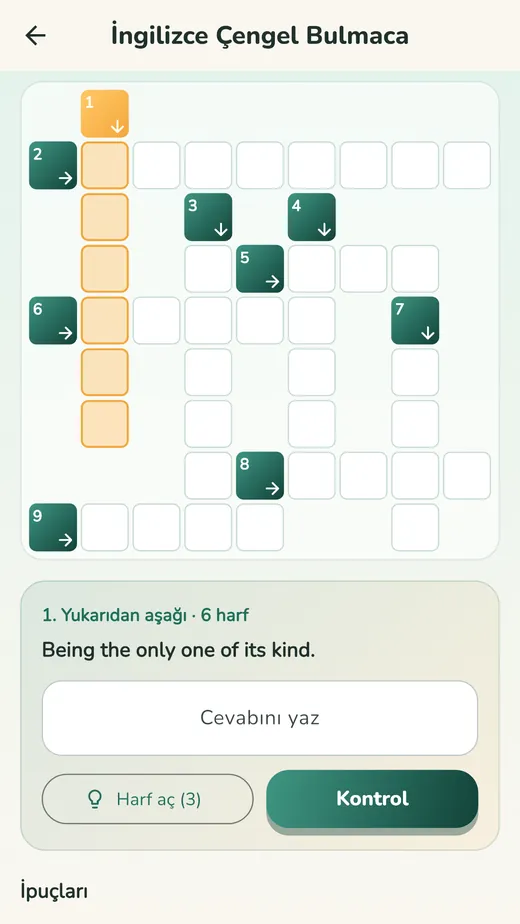 İngilizce Çengel Bulmaca
1
2
3 4
5
6 7
8
9
1. Yukarıdan aşağı · 6 harf
Being the only one of its kind.
Cevabını yaz
Harf aç (3) Kontrol
İpuçları